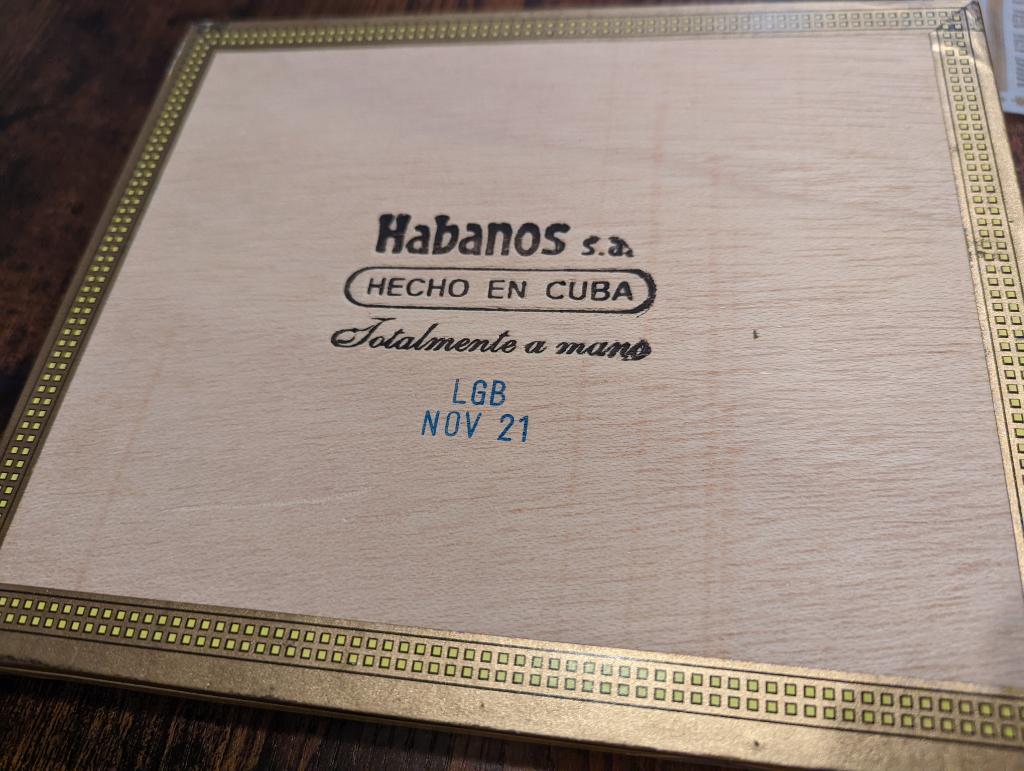 Habanos s.a.
HECHO EN CUBA
Totalmente a mano
LGB
NOV 21